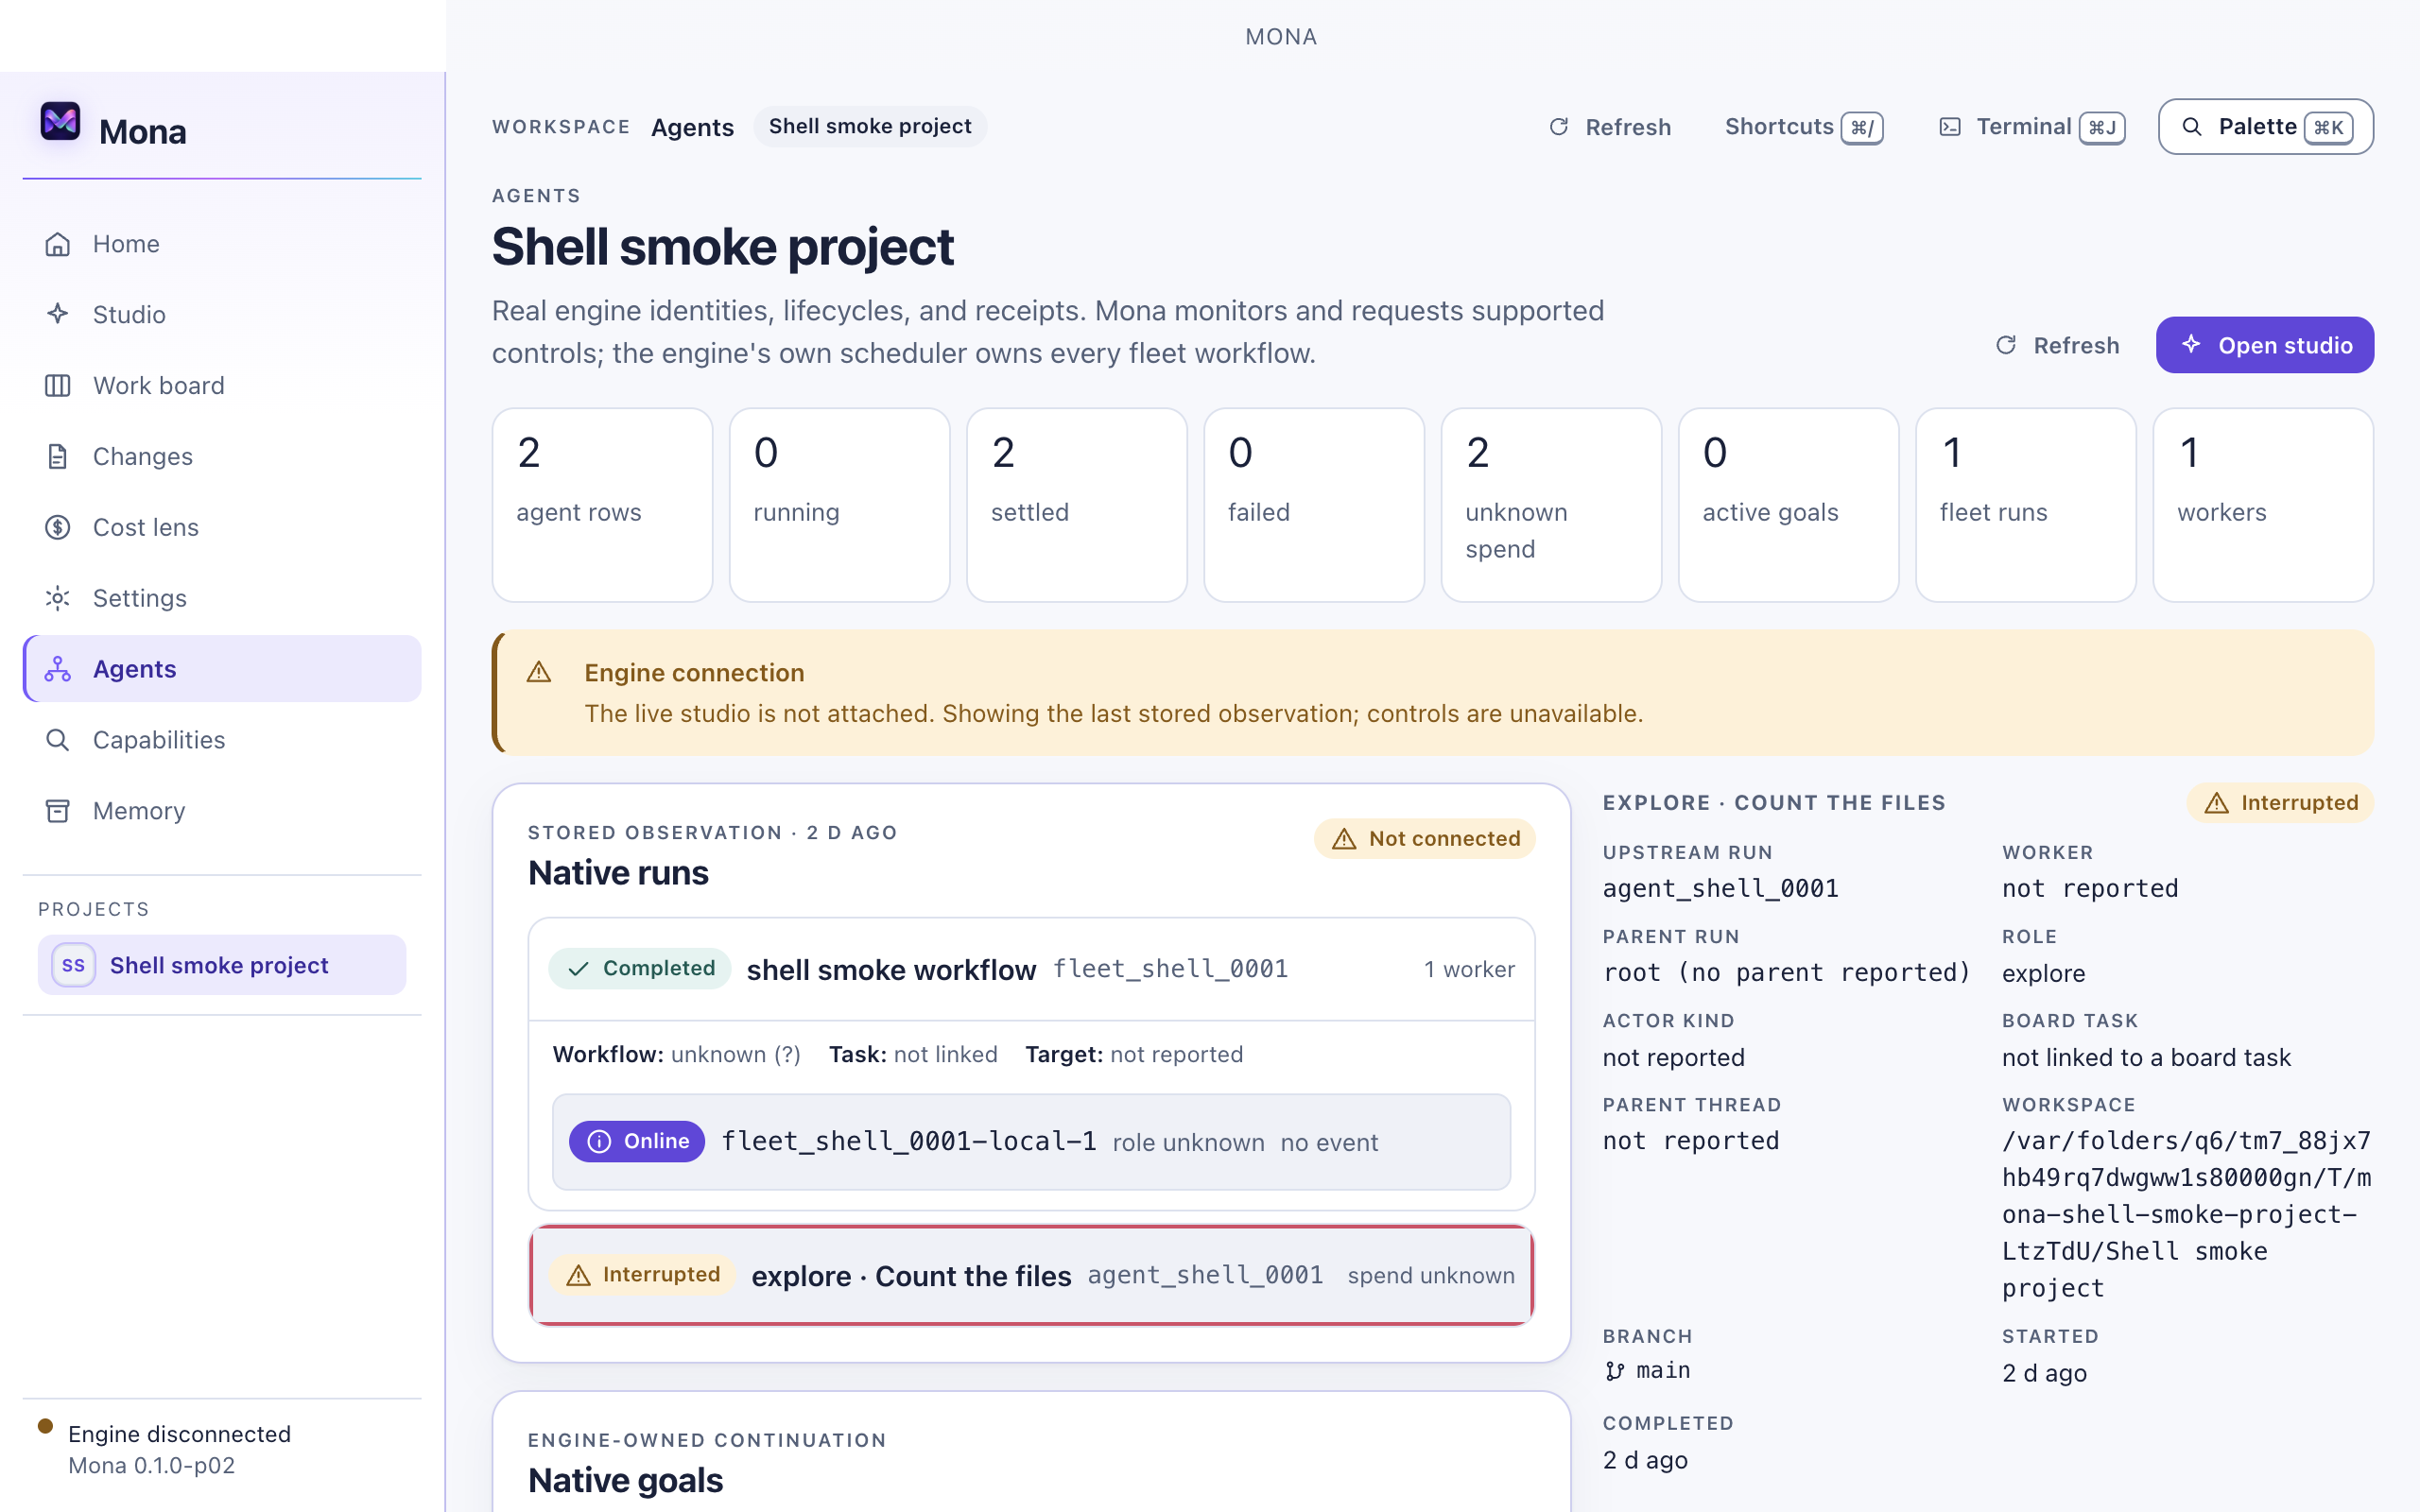 MONA
Mona
Home
Studio
Work board
Changes
Cost lens
Settings
Agents
Capabilities
Memory
PROJECTS
SS Shell smoke project
Engine disconnected
Mona 0.1.0-p02
WORKSPACE Agents Shell smoke project
Refresh Shortcuts ⌘/ Terminal ⌘J Palette ⌘K
AGENTS
Shell smoke project
Real engine identities, lifecycles, and receipts. Mona monitors and requests supported
controls; the engine's own scheduler owns every fleet workflow.
Refresh Open studio
2
agent rows
0
running
2
settled
0
failed
2
unknown
spend
0
active goals
1
fleet runs
1
workers
Engine connection
The live studio is not attached. Showing the last stored observation; controls are unavailable.
STORED OBSERVATION · 2 D AGO
Native runs
Not connected
Completed shell smoke workflow fleet_shell_0001 1 worker
Workflow: unknown (?) Task: not linked Target: not reported
Online fleet_shell_0001-local-1 role unknown no event
Interrupted explore · Count the files agent_shell_0001 spend unknown
ENGINE-OWNED CONTINUATION
Native goals
EXPLORE · COUNT THE FILES Interrupted
UPSTREAM RUN
agent_shell_0001
WORKER
not reported
PARENT RUN
root (no parent reported)
ROLE
explore
ACTOR KIND
not reported
BOARD TASK
not linked to a board task
PARENT THREAD
not reported
WORKSPACE
/var/folders/q6/tm7_88jx7
hb49rq7dwgww1s80000gn/T/m
ona-shell-smoke-project-
LtzTdU/Shell smoke
project
BRANCH
main
STARTED
2 d ago
COMPLETED
2 d ago